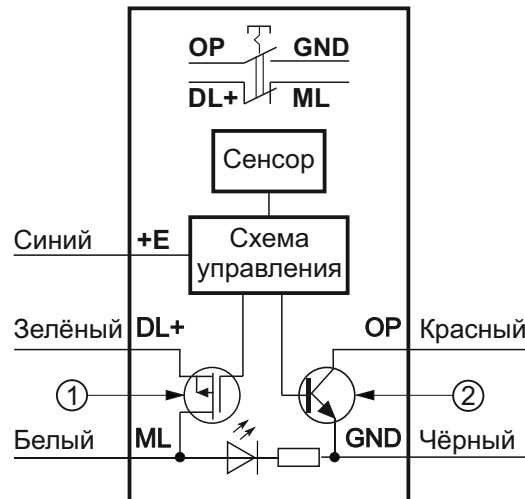 OP GND
DL+ ML
Сенсор
Схема
управления
Синий +E
Зелёный DL+ OP Красный
1 2
Белый ML GND Чёрный